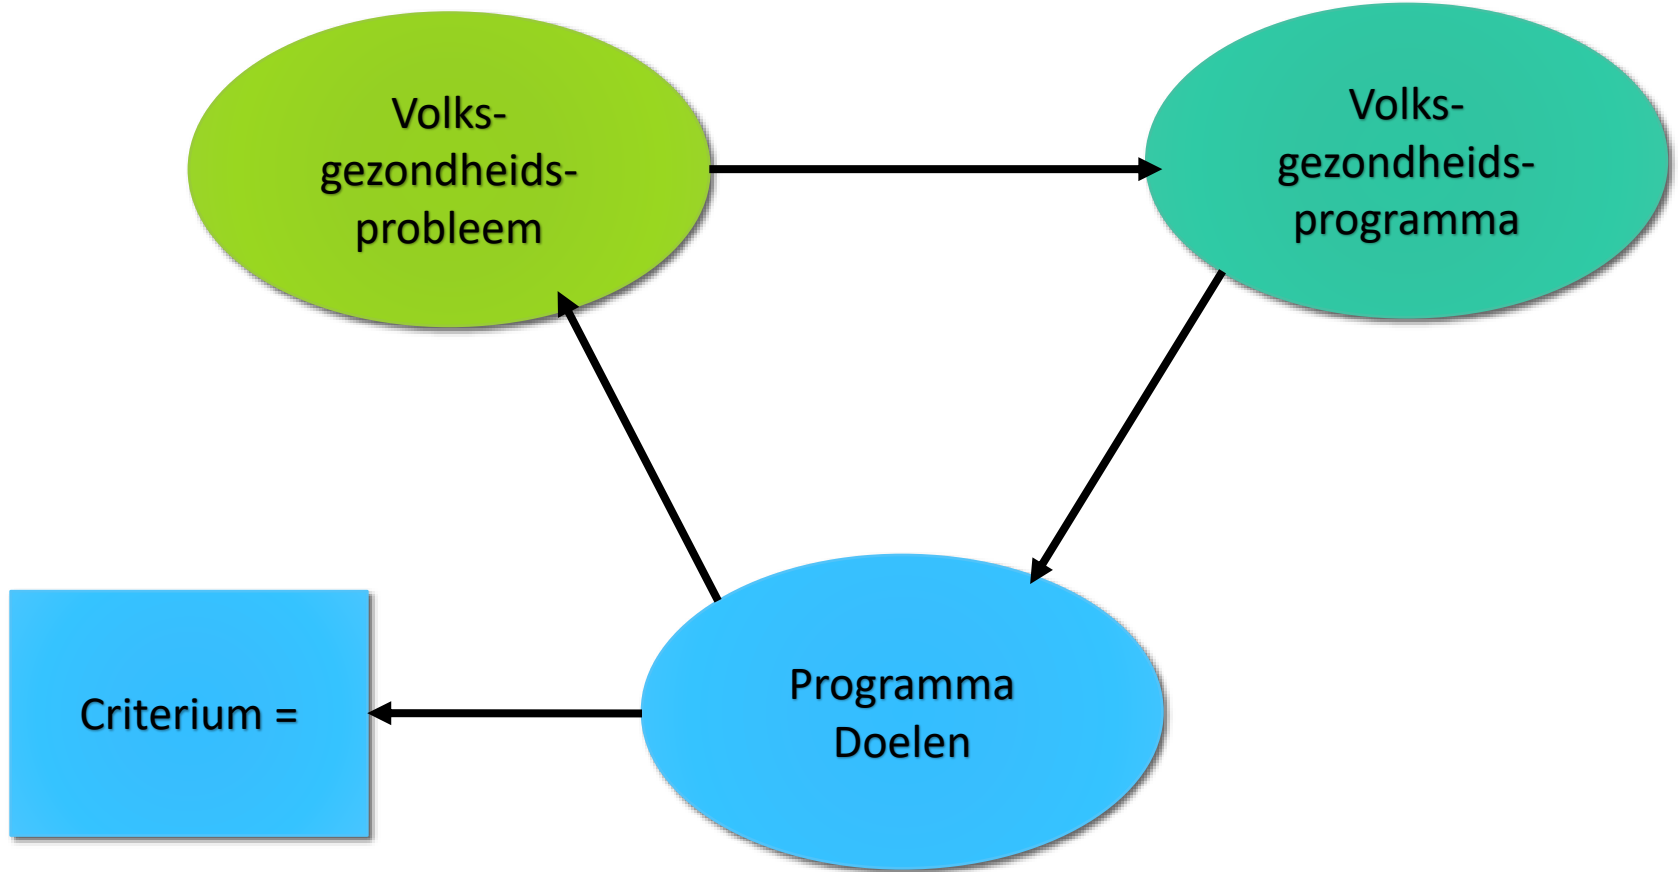 Volks-
gezondheids-
probleem
Volks-
gezondheids-
programma
Programma
Doelen
Criterium =